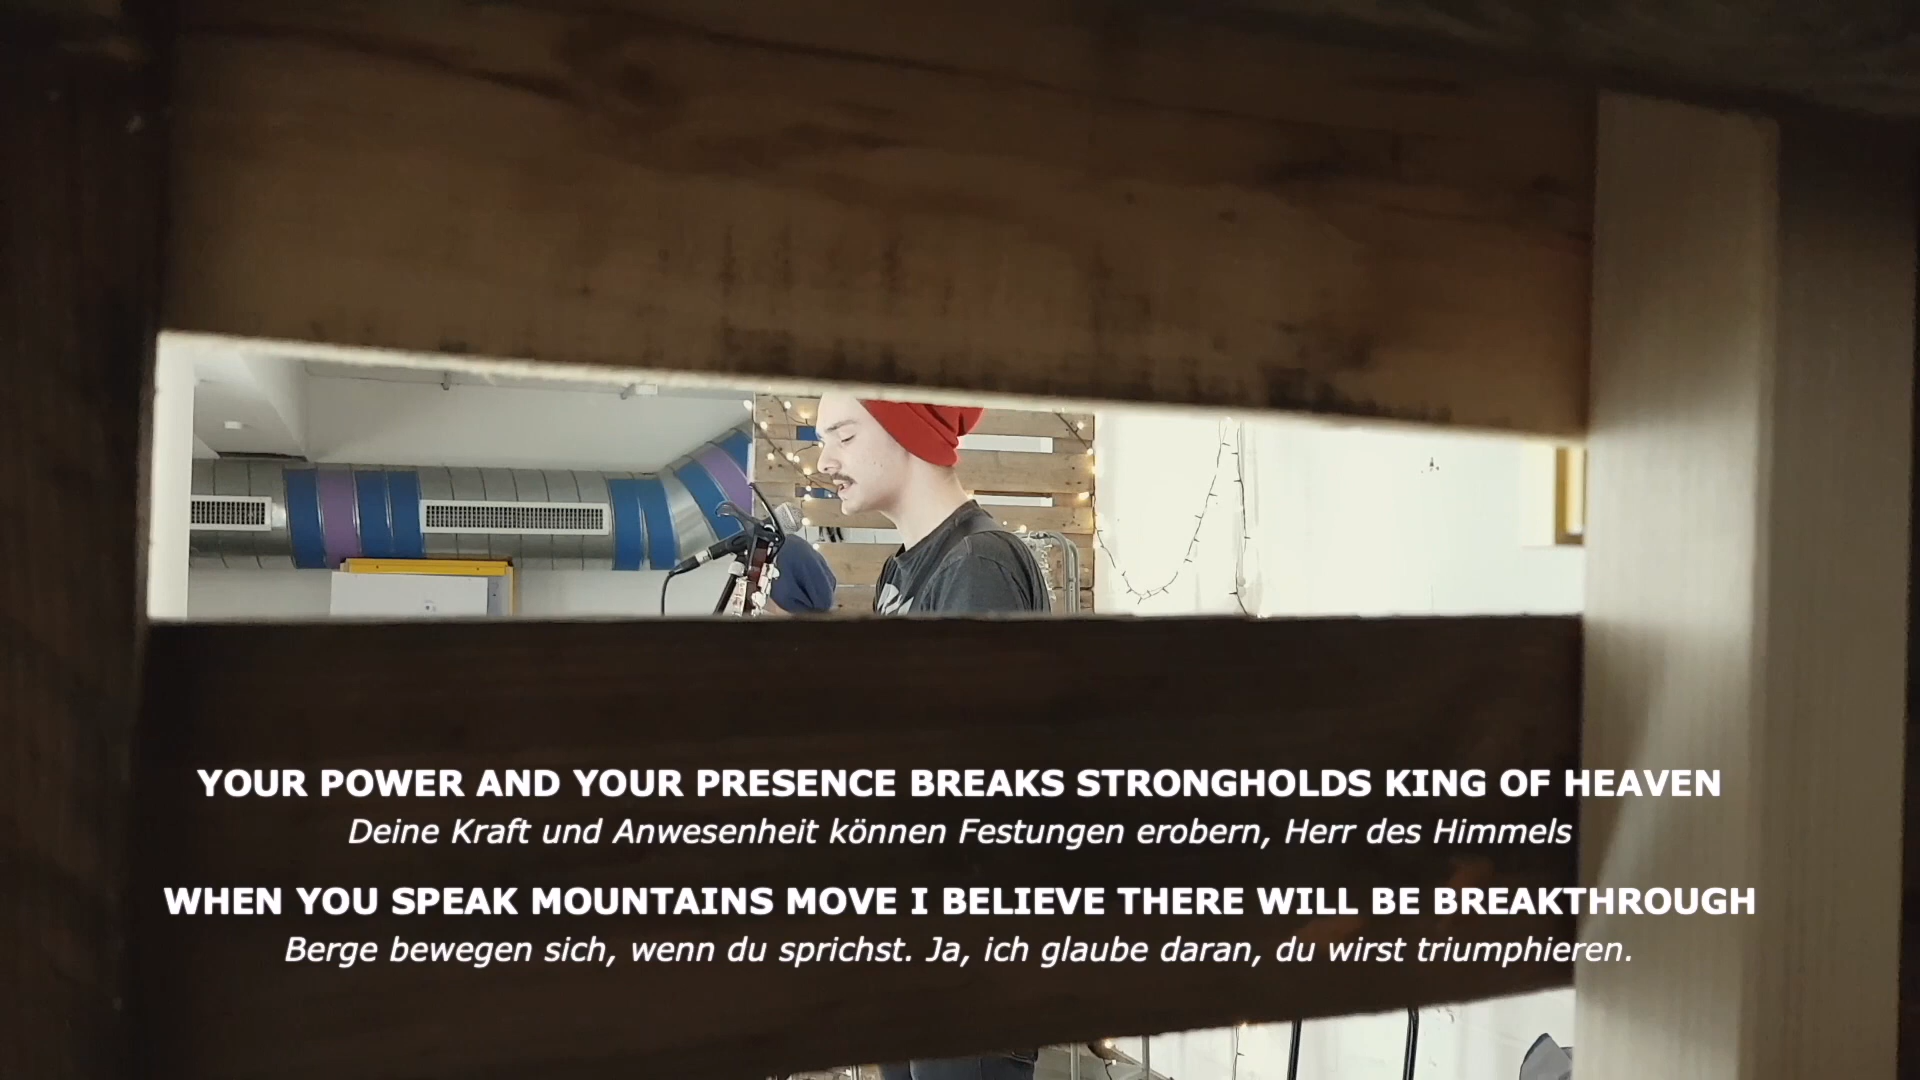 YOUR POWER AND YOUR PRESENCE BREAKS STRONGHOLDS KING OF HEAVEN
Deine Kraft und Anwesenheit können Festungen erobern, Herr des Himmels
WHEN YOU SPEAK MOUNTAINS MOVE I BELIEVE THERE WILL BE BREAKTHROUGH
Berge bewegen sich, wenn du sprichst. Ja, ich glaube daran, du wirst triumphieren.